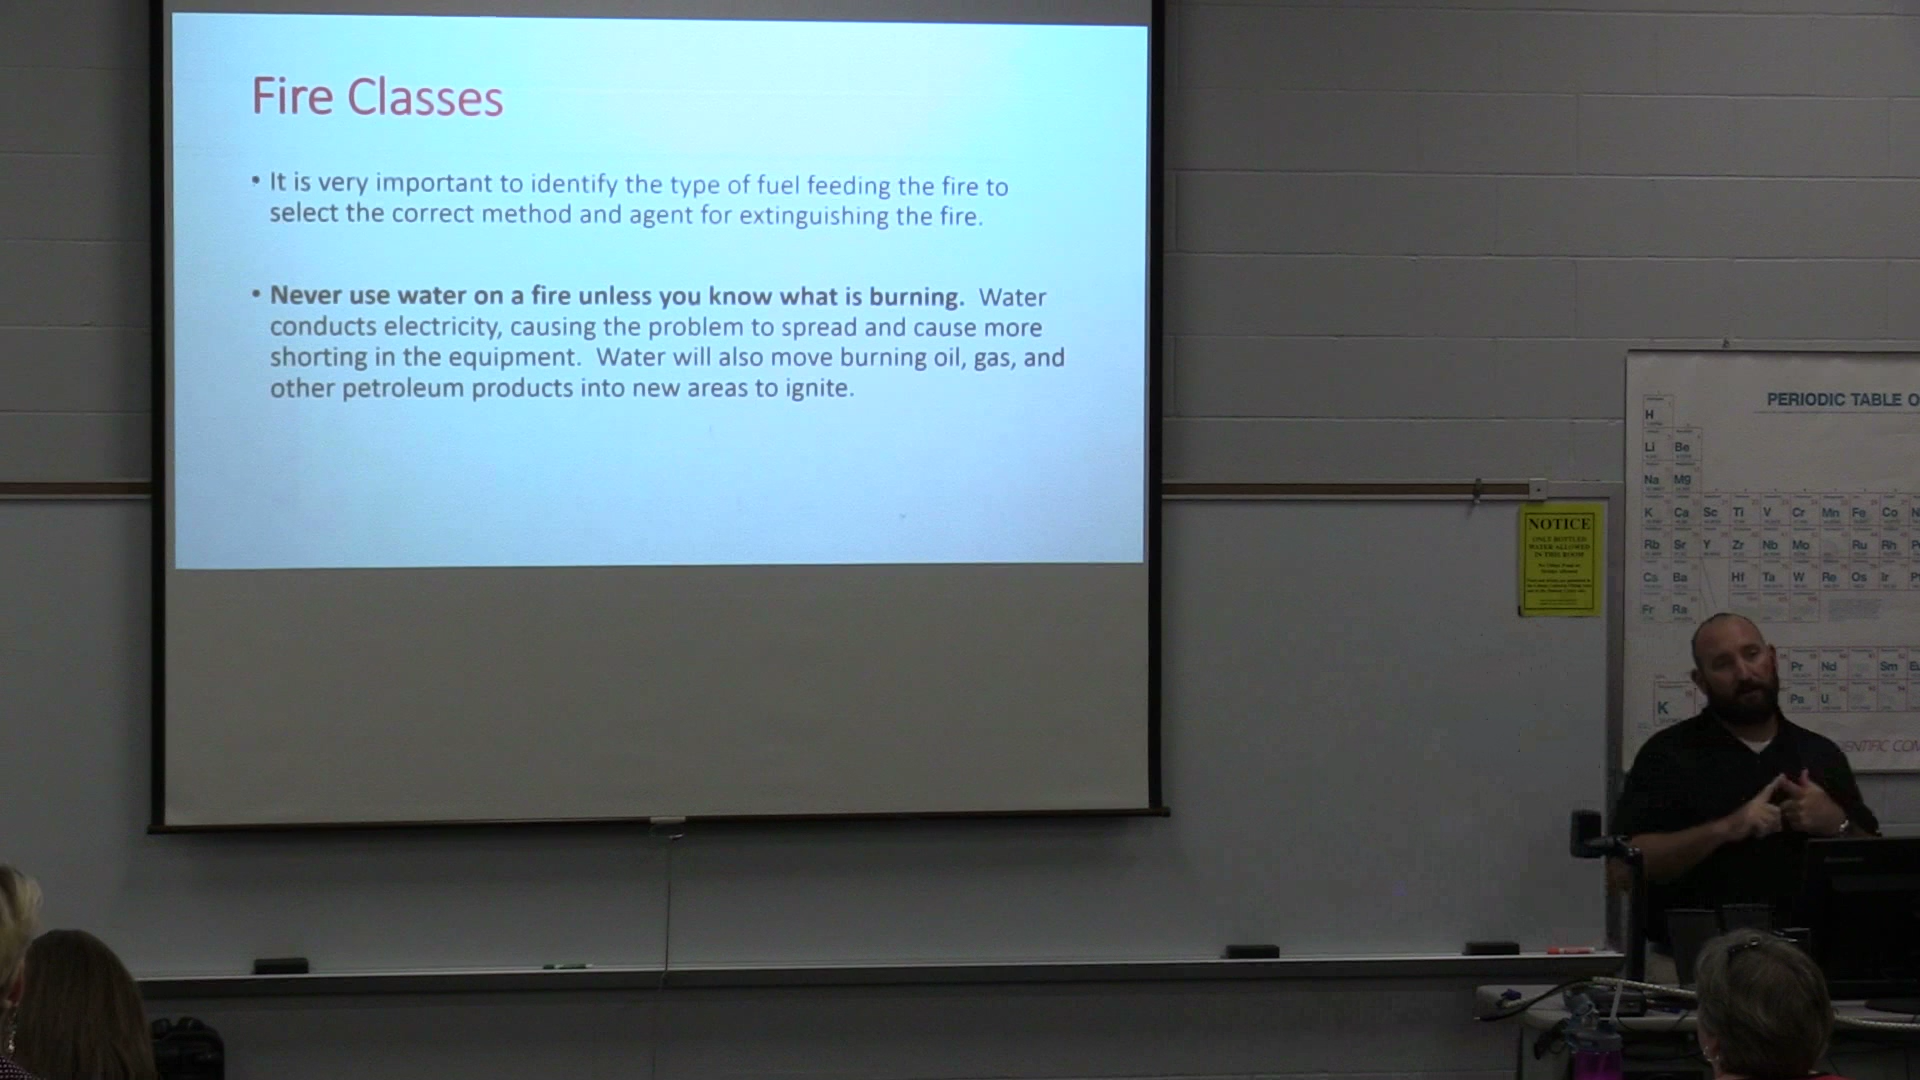 Fire Classes
• It is very important to identify the type of fuel feeding the fire to
select the correct method and agent for extinguishing the fire.
• Never use water on a fire unless you know what is burning. Water
conducts electricity, causing the problem to spread and cause more
shorting in the equipment. Water will also move burning oil, gas, and
other petroleum products into new areas to ignite.
NOTICE
ONLY BOTTLED
WATER ALLOWED
IN THIS ROOM
PERIODIC TABLE O
H
Li Be
Na Mg
K Ca Sc Ti V Cr Mn Fe Co N
Rb Sr Y Zr Nb Mo Ru Rh
Cs Ba Hf Ta W Re Os Ir
Fr Ra
Pr Nd Sm
Pa U
K
ENTIFIC COM